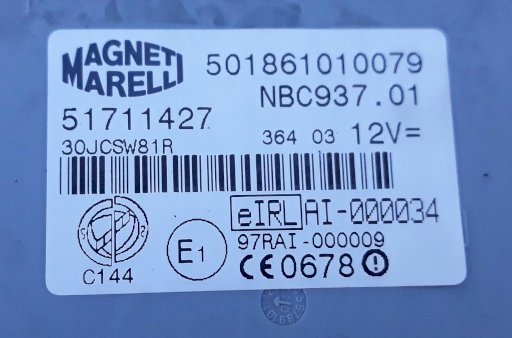 MAGNETI MARELLI
501861010079
NBC937.01
51711427
364 03 12V=
30JCSW81R
eIRL AI-000034
E1
97RAI-000009
CE0678
C144